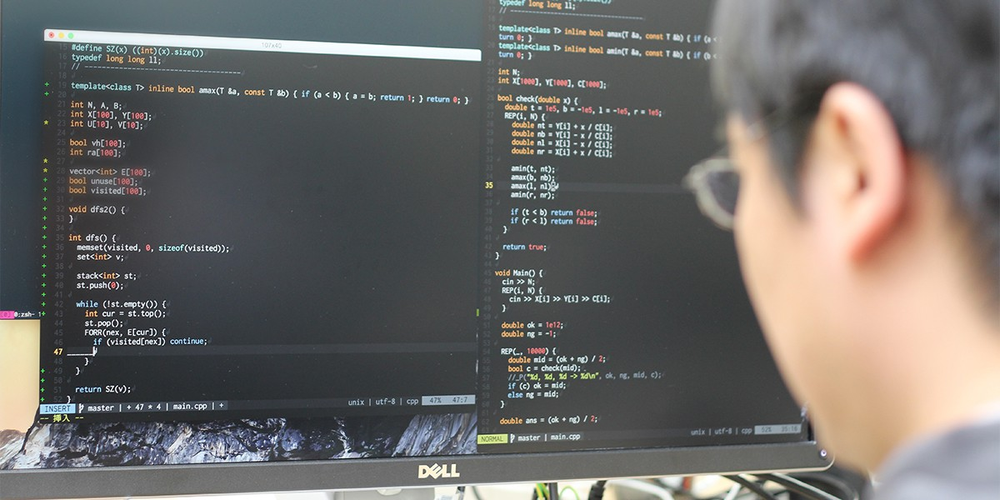 107x40
#define SZ(x) ((int)(x).size())
typedef long long ll;
// -----------------------------
template<class T> inline bool amax(T &a, const T &b) { if (a < b) { a = b; return 1; } return 0; }
int N, A, B;
int X[100], Y[100];
int U[10], V[10];
bool vh[100];
int ra[100];
vector<int> E[100];
bool unuse[100];
bool visited[100];
void dfs2() {
}
int dfs() {
memset(visited, 0, sizeof(visited));
set<int> v;
stack<int> st;
st.push(0);
while (!st.empty()) {
int cur = st.top();
st.pop();
FORR(nex, E[cur]) {
if (visited[nex]) continue;
47
}
}
return SZ(v);
}
INSERT master | + 47 * 4 | main.cpp | + unix | utf-8 | cpp 47% 47:7
-- 挿入 --
0:zsh-
typedef long long ll;
// -----------------------------
template<class T> inline bool amax(T &a, const T &b) { if (a <
turn 0; }
template<class T> inline bool amin(T &a, const T &b) { if (b <
turn 0; }
int N;
int X[1000], Y[1000], C[1000];
bool check(double x) {
double t = 1e5, b = -1e5, l = -1e5, r = 1e5;
REP(i, N) {
double nt = Y[i] + x / C[i];
double nb = Y[i] - x / C[i];
double nl = X[i] - x / C[i];
double nr = X[i] + x / C[i];
amin(t, nt);
amax(b, nb);
35 amax(l, nl);
amin(r, nr);
if (t < b) return false;
if (r < l) return false;
}
return true;
}
void Main() {
cin >> N;
REP(i, N) {
cin >> X[i] >> Y[i] >> C[i];
}
double ok = 1e12;
double ng = -1;
REP(_, 10000) {
double mid = (ok + ng) / 2;
bool c = check(mid);
//_P("%d, %d, %d -> %d\n", ok, ng, mid, c);
if (c) ok = mid;
else ng = mid;
}
double ans = (ok + ng) / 2;
NORMAL master | main.cpp unix | utf-8 | cpp 52% 35:16
DELL